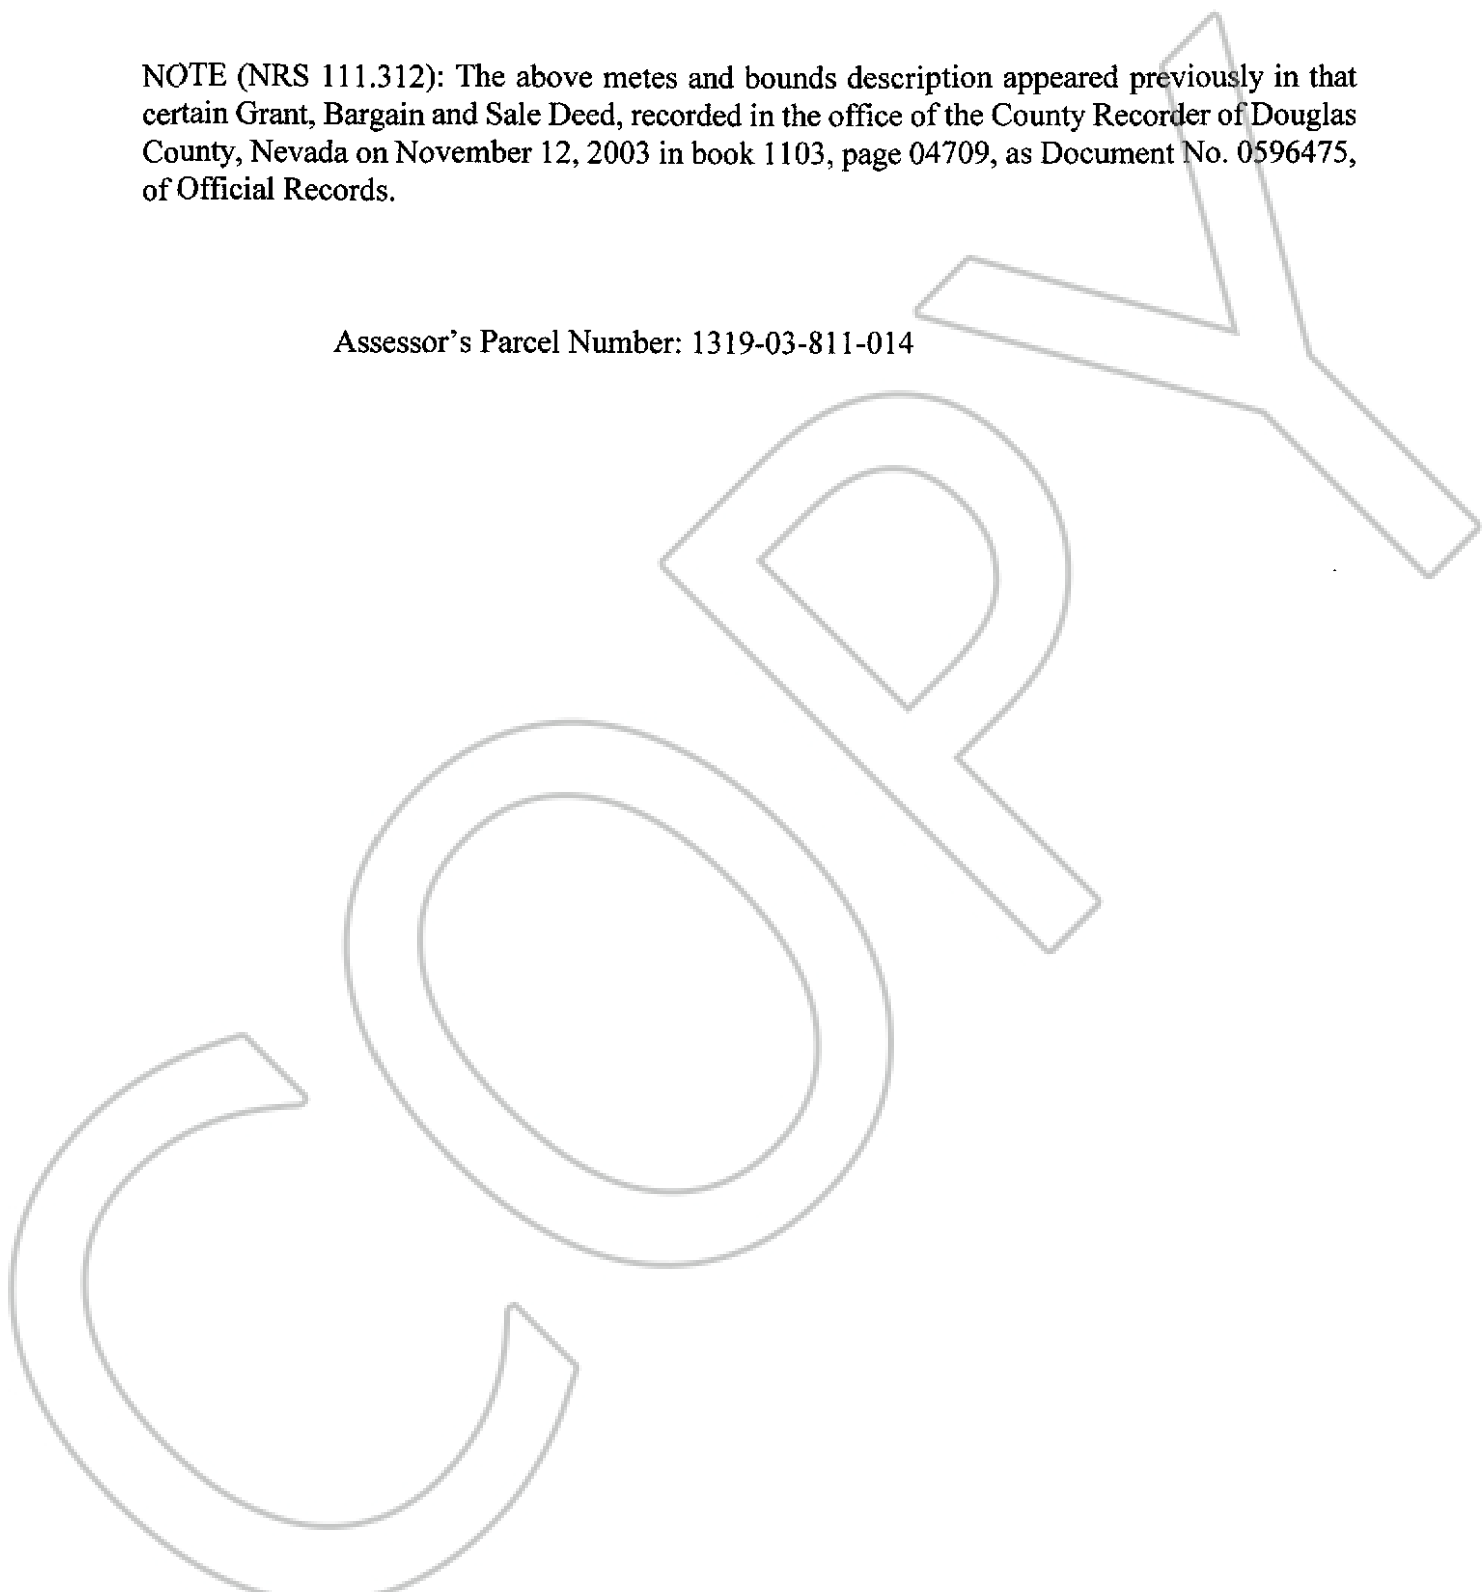 NOTE (NRS 111.312): The above metes and bounds description appeared previously in that
certain Grant, Bargain and Sale Deed, recorded in the office of the County Recorder of Douglas
County, Nevada on November 12, 2003 in book 1103, page 04709, as Document No. 0596475,
of Official Records.
Assessor's Parcel Number: 1319-03-811-014
COPY